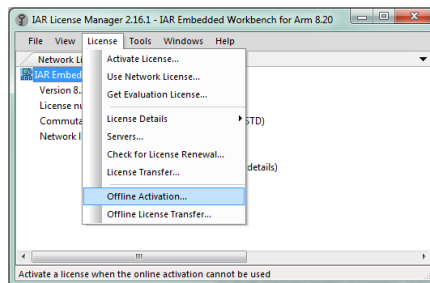 IAR License Manager 2.16.1 - IAR Embedded Workbench for Arm 8.20
File View License Tools Windows Help
Network Li
Activate License...
IAR Embed
Use Network License...
Version 8.
Get Evaluation License...
License nu
License Details
Commuta
STD)
Network l
Servers...
Check for License Renewal...
details)
License Transfer...
Offline Activation...
Offline License Transfer...
Activate a license when the online activation cannot be used